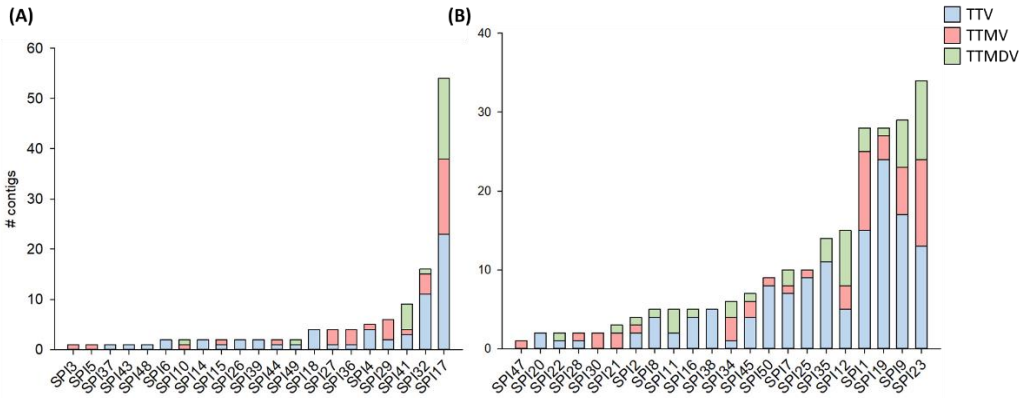 (A)
(B)
TTV
TTMV
TTMDV
# contigs
60
50
40
30
20
10
0
SPI3
SPI5
SPI37
SPI43
SPI48
SPI6
SPI10
SPI14
SPI15
SPI26
SPI39
SPI44
SPI49
SPI18
SPI27
SPI36
SPI4
SPI29
SPI41
SPI32
SPI17
40
30
20
10
0
SPI47
SPI20
SPI22
SPI28
SPI30
SPI21
SPI2
SPI8
SPI11
SPI16
SPI38
SPI34
SPI45
SPI50
SPI7
SPI25
SPI35
SPI12
SPI1
SPI19
SPI9
SPI23